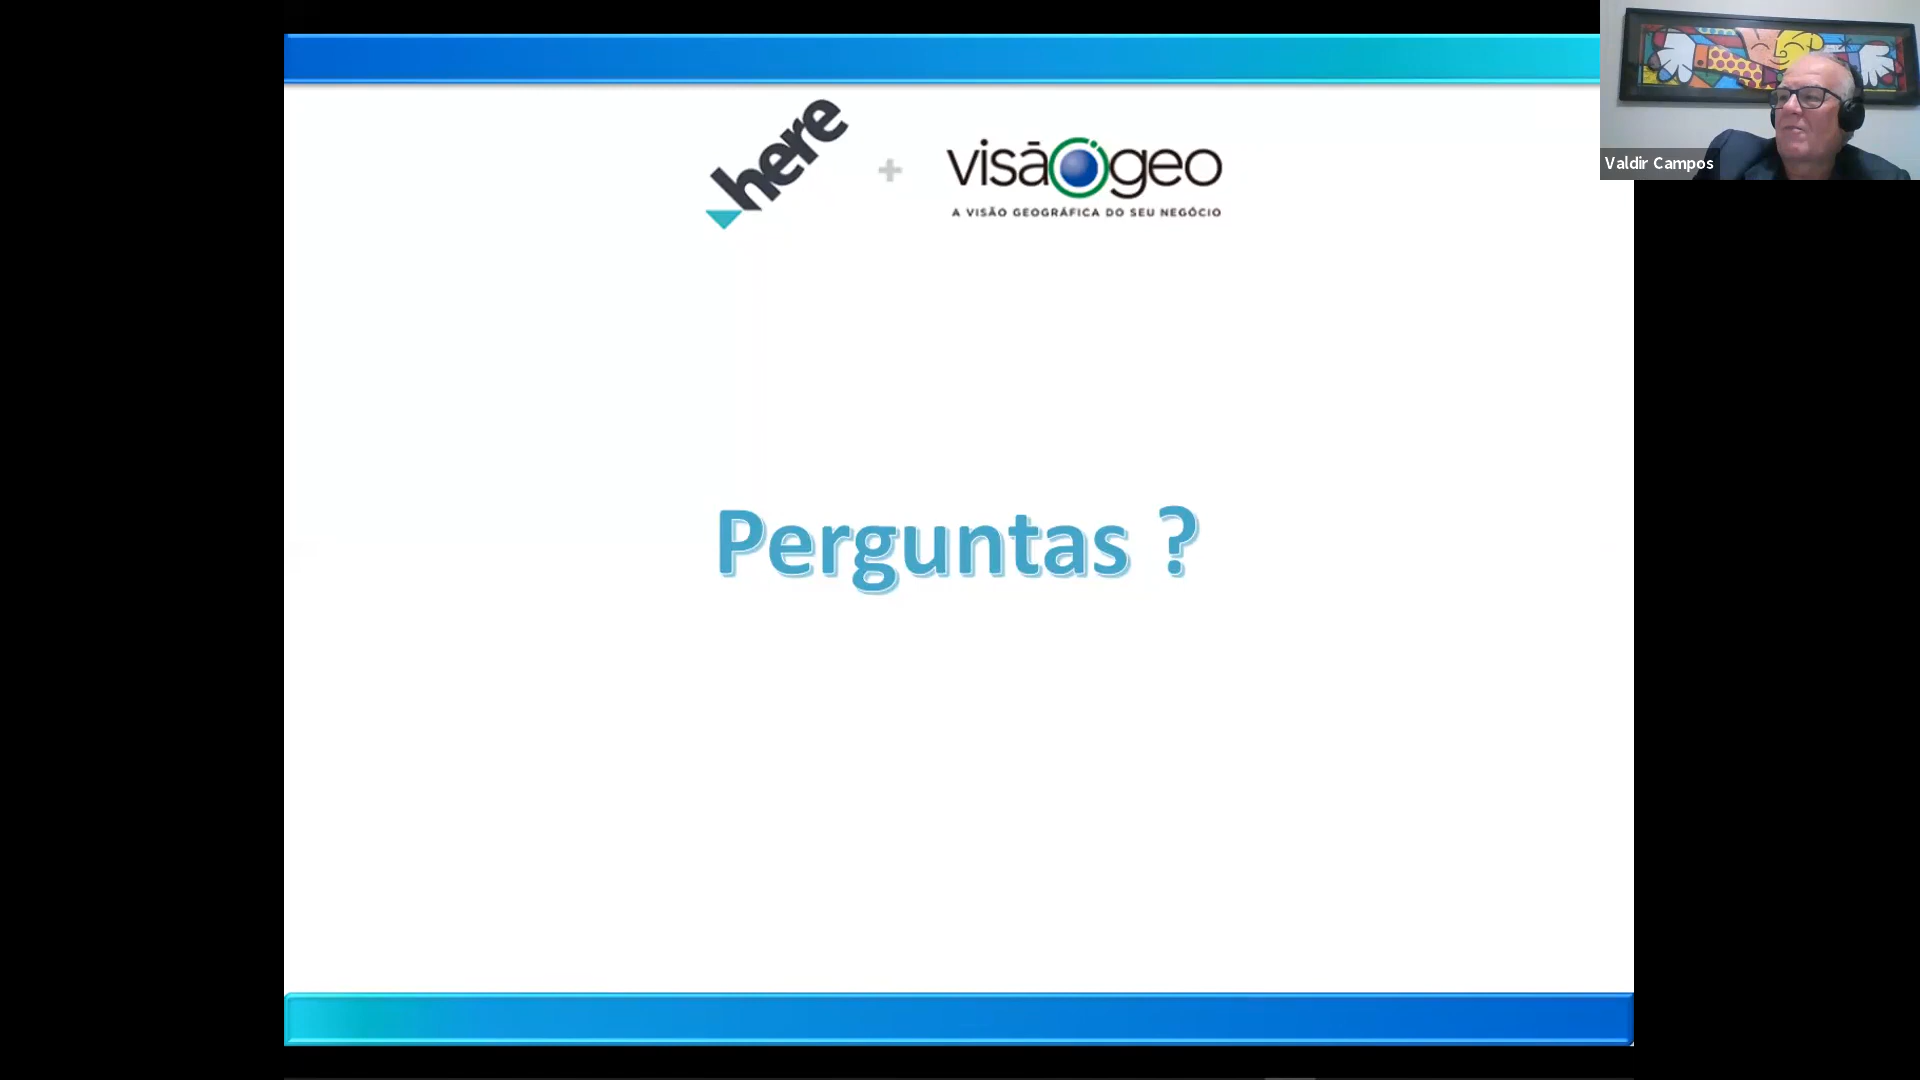 here
+
visãogeo
A VISÃO GEOGRÁFICA DO SEU NEGÓCIO
Valdir Campos
Perguntas ?